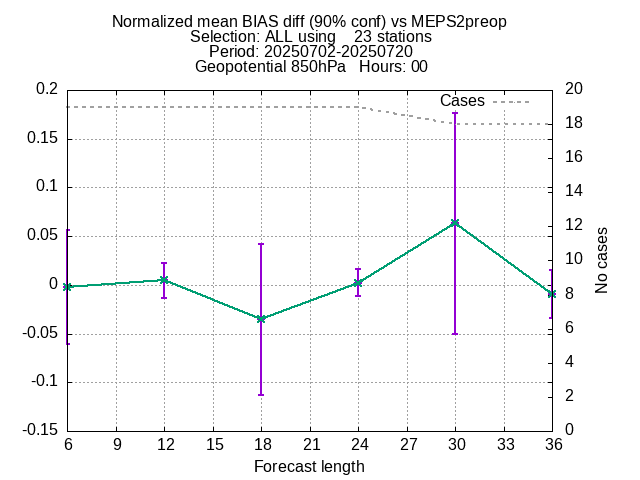 Normalized mean BIAS diff (90% conf) vs MEPS2preop
Selection: ALL using    23 stations
Period: 20250702-20250720
Geopotential 850hPa   Hours: 00
Cases
0.2
0.15
0.1
0.05
0
-0.05
-0.1
-0.15
20
18
16
14
12
10
8
6
4
2
0
No cases
6 9 12 15 18 21 24 27 30 33 36
Forecast length